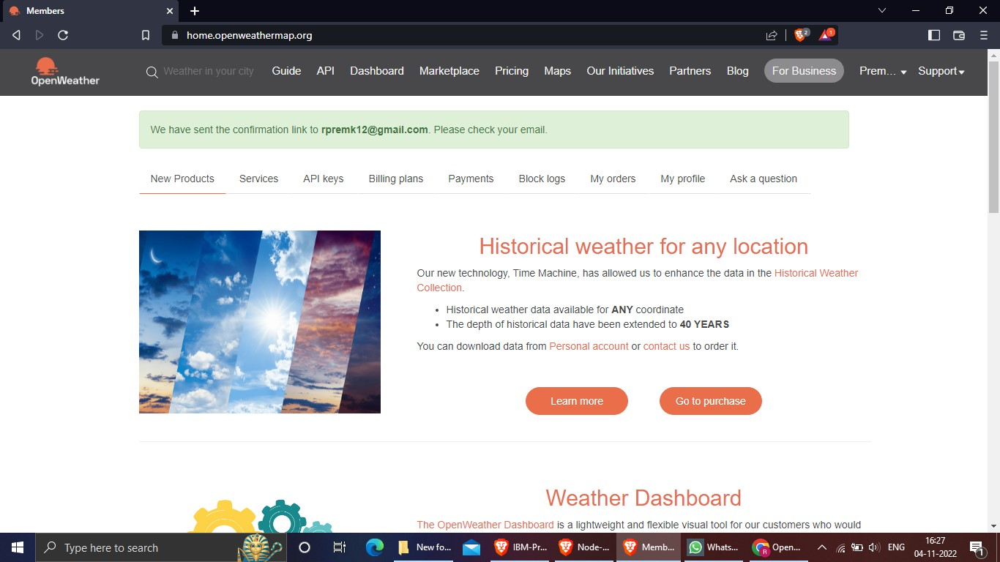 Members
home.openweathermap.org
2
1
OpenWeather
Weather in your city
Guide
API
Dashboard
Marketplace
Pricing
Maps
Our Initiatives
Partners
Blog
For Business
Prem...
Support
We have sent the confirmation link to rpremk12@gmail.com. Please check your email.
New Products
Services
API keys
Billing plans
Payments
Block logs
My orders
My profile
Ask a question
Historical weather for any location
Our new technology, Time Machine, has allowed us to enhance the data in the Historical Weather
Collection.
• Historical weather data available for ANY coordinate
• The depth of historical data have been extended to 40 YEARS
You can download data from Personal account or contact us to order it.
Learn more
Go to purchase
Weather Dashboard
The OpenWeather Dashboard is a lightweight and flexible visual tool for our customers who would
Type here to search
New fo...
IBM-Pr...
Node-...
Memb...
Whats...
R
Open...
ENG
16:27
04-11-2022
1